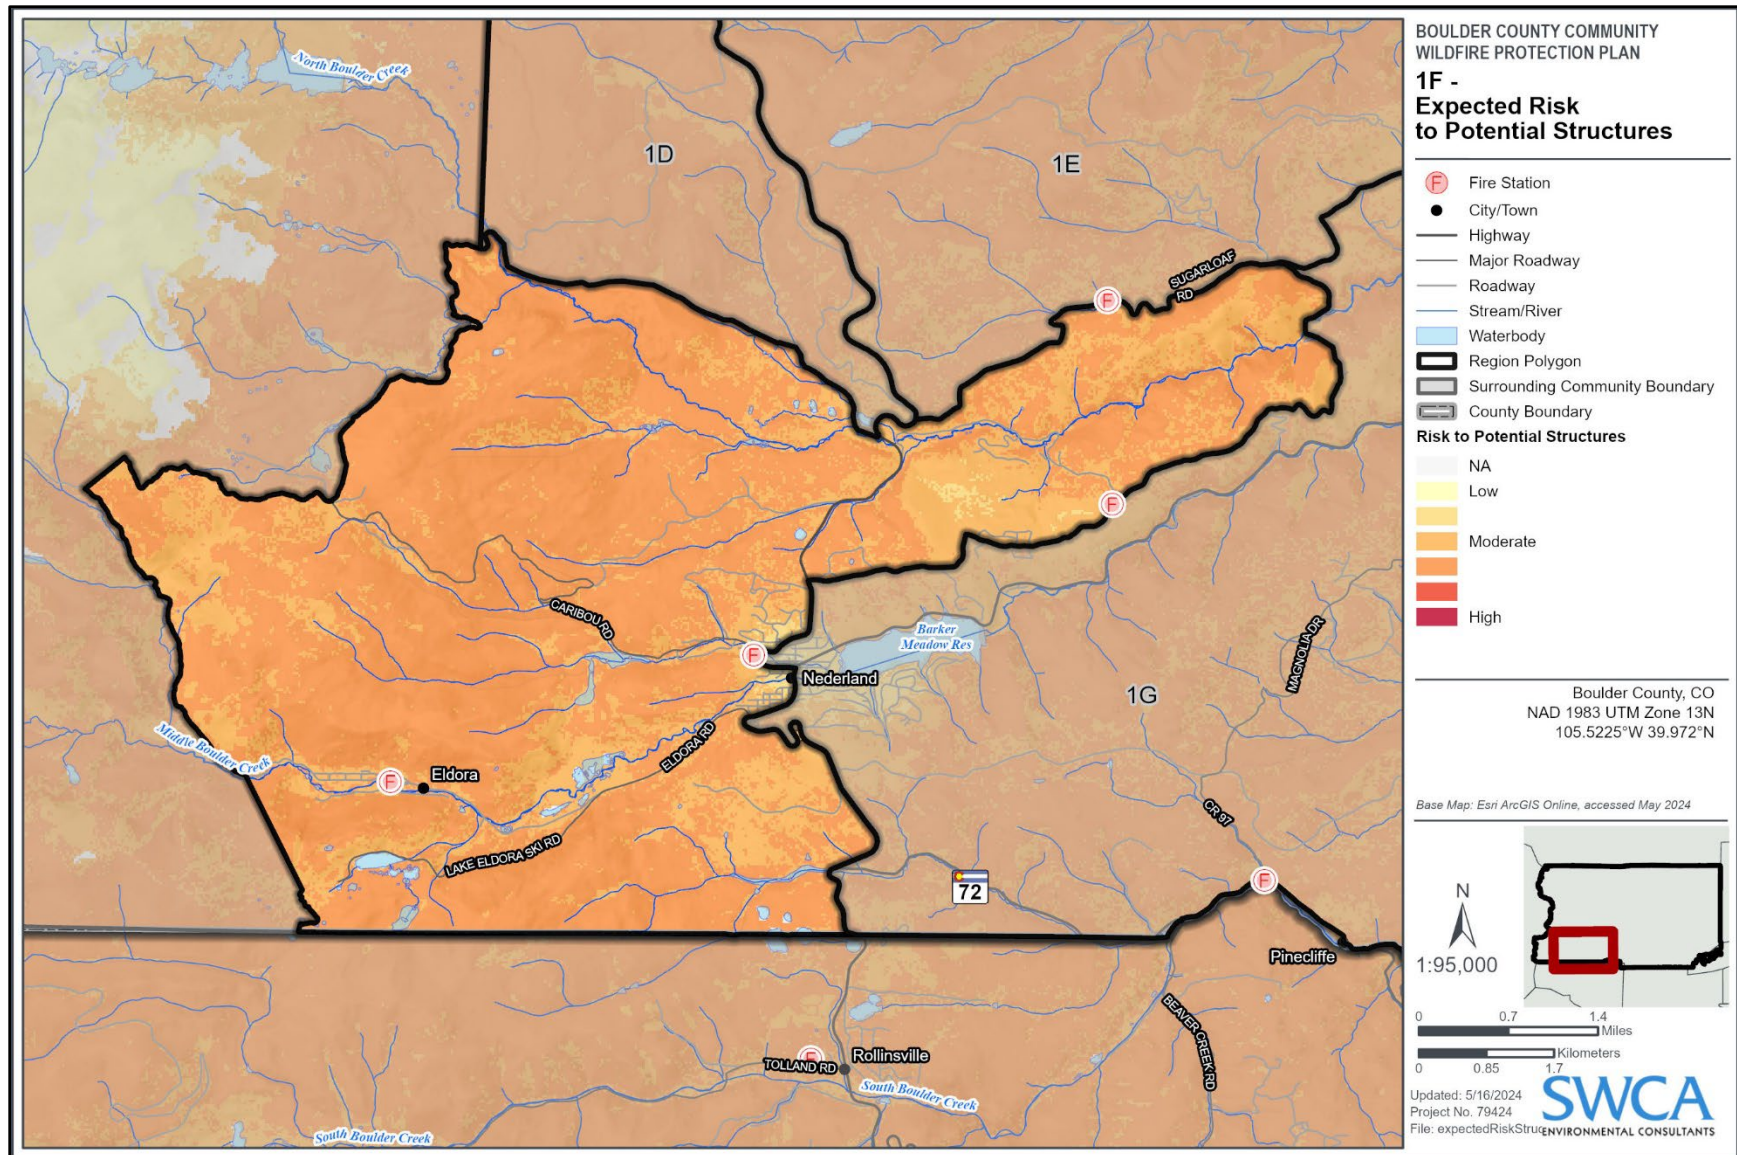 North Boulder Creek
1D
1E
SUGARLOAF
RD
F
F
CARIBOU RD
Barker
Meadow Res
MAGNOLIA DR
F
Nederland
1G
ELDORA RD
Middle Boulder Creek
F
Eldora
CR 97
LAKE ELDORA SKI RD
72
F
Pinecliffe
BEAVER CREEK RD
F
Rollinsville
TOLLAND RD
South Boulder Creek
South Boulder Creek
BOULDER COUNTY COMMUNITY
WILDFIRE PROTECTION PLAN
1F -
Expected Risk
to Potential Structures
F Fire Station
City/Town
Highway
Major Roadway
Roadway
Stream/River
Waterbody
Region Polygon
Surrounding Community Boundary
County Boundary
Risk to Potential Structures
NA
Low
Moderate
High
Boulder County, CO
NAD 1983 UTM Zone 13N
105.5225°W 39.972°N
Base Map: Esri ArcGIS Online, accessed May 2024
N
1:95,000
0 0.7 1.4
Miles
Kilometers
0 0.85 1.7
Updated: 5/16/2024
Project No. 79424
File: expectedRiskStruc
SWCA
ENVIRONMENTAL CONSULTANTS